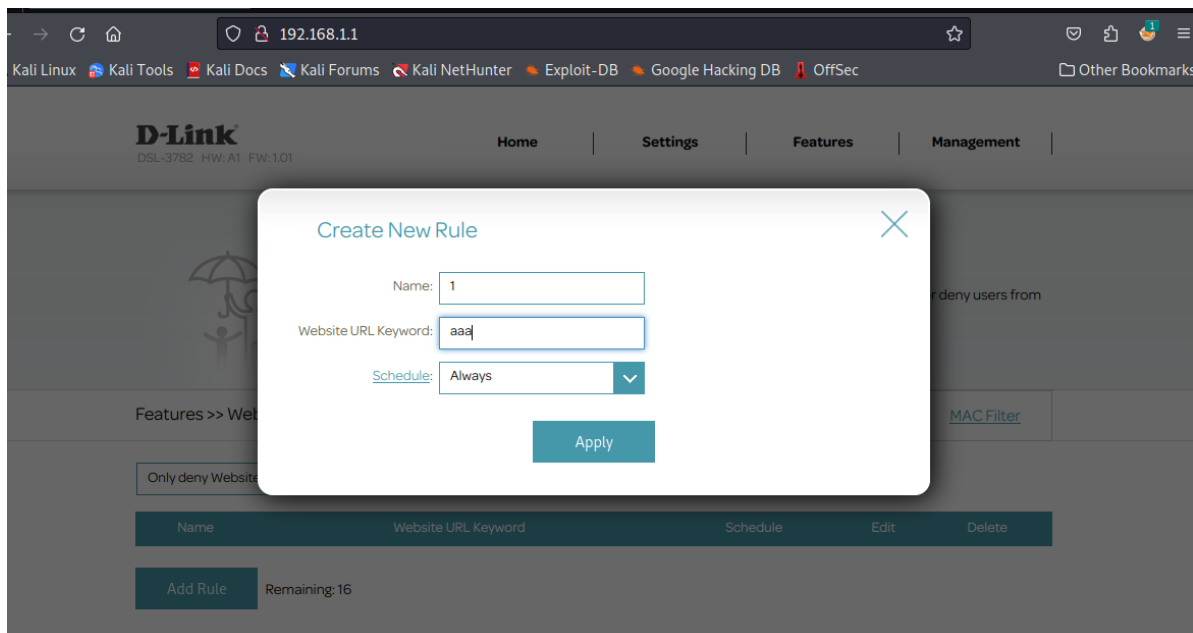 192.168.1.1
1
Kali Linux Kali Tools Kali Docs Kali Forums Kali NetHunter Exploit-DB Google Hacking DB OffSec Other Bookmarks
D-Link
DSL-3782 HW: A1 FW: 1.01
Home Settings Features Management
Create New Rule
Name: 1
r deny users from
Website URL Keyword: aaa
Schedule: Always
Features >> Web
MAC Filter
Apply
Only deny Website
Name Website URL Keyword Schedule Edit Delete
Add Rule Remaining: 16